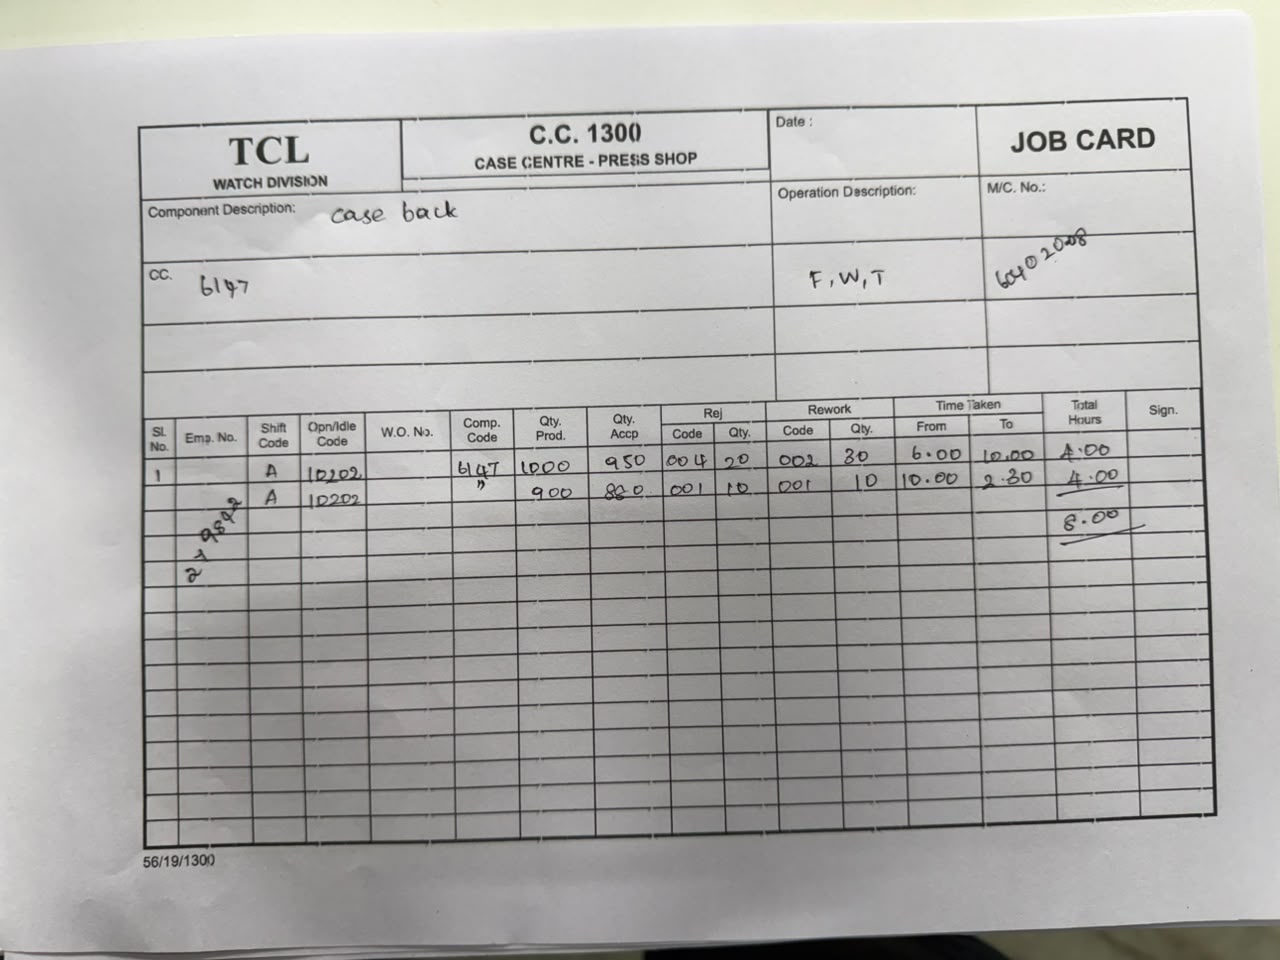 TCL
WATCH DIVISION
C.C. 1300
CASE CENTRE - PRESS SHOP
Date :
JOB CARD
Component Description: case back
Operation Description:
M/C. No.:
CC. 6147
F, W, T
60402008
Sl. No. Emp. No. Shift Code Opn/Idle Code W.O. No. Comp. Code Qty. Prod. Qty. Accp Rej Code Qty. Rework Code Qty. Time Taken From To Total Hours Sign.
1 A 10202 6147 1000 950 004 20 002 30 6.00 10.00 4.00
A 10202 " 900 880 001 10 001 10 10.00 2.30 4.00
8.00
56/19/1300